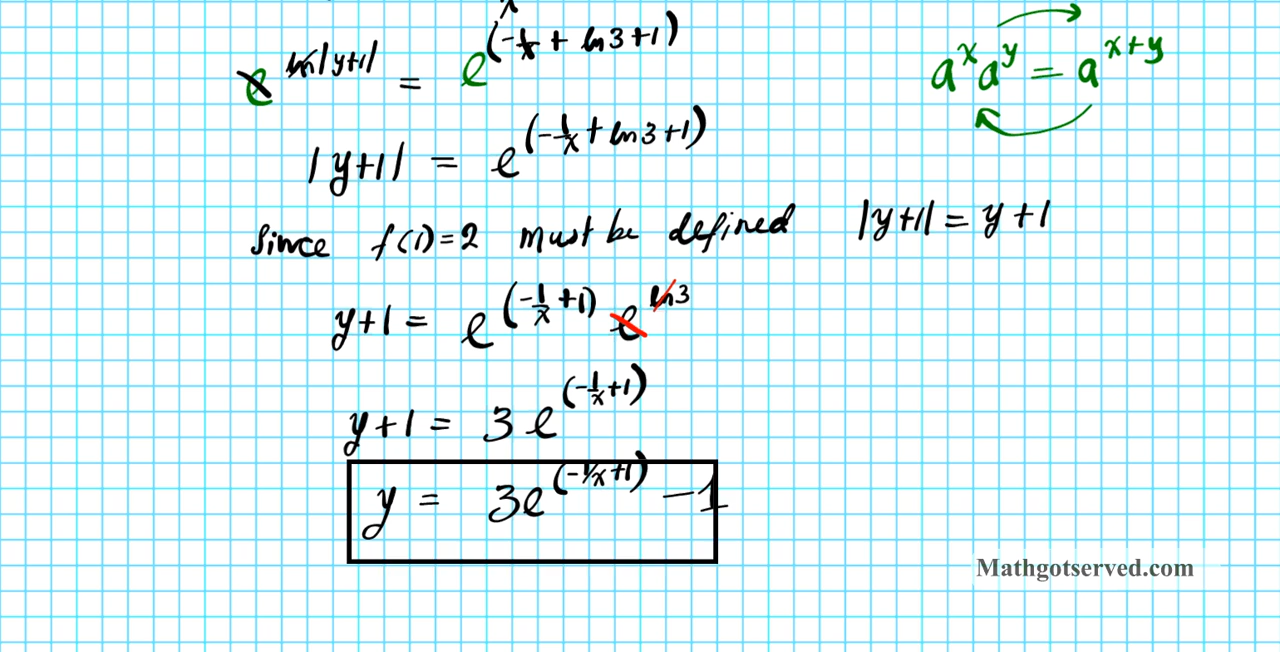 e^(ln|y+1|) = e^(-1/x + ln3+1)
a^x a^y = a^(x+y)
|y+1| = e^(-1/x + ln3+1)
Since f(1)=2 must be defined |y+1| = y+1
y+1 = e^(-1/x +1) e^(ln3)
y+1 = 3e^(-1/x+1)
y = 3e^(-1/x+1) -1
Mathgotserved.com